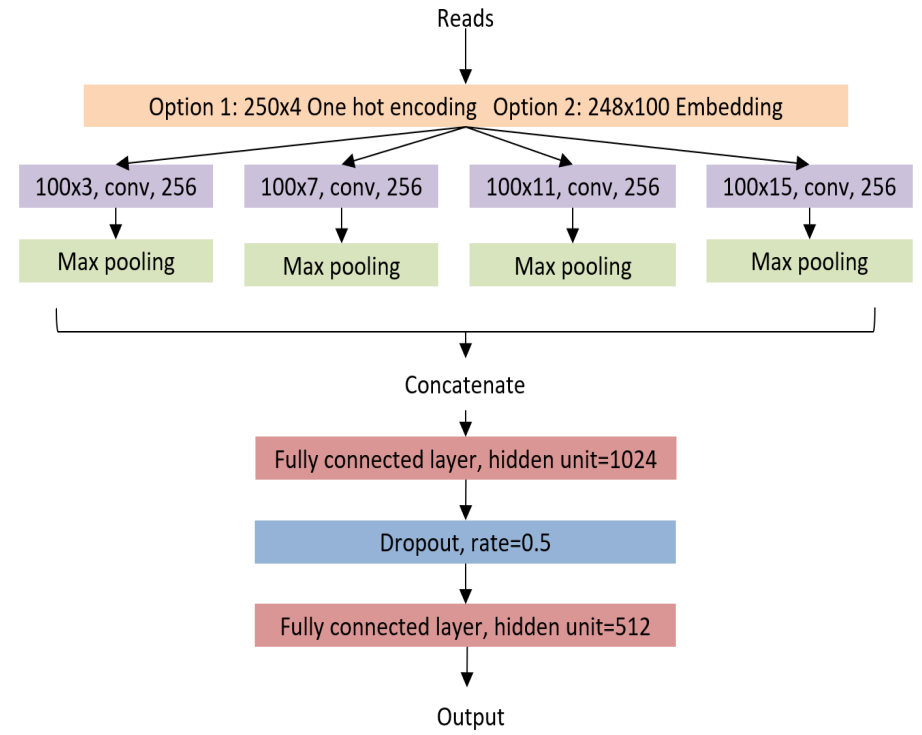 Reads
Option 1: 250x4 One hot encoding   Option 2: 248x100 Embedding
100x3, conv, 256
100x7, conv, 256
100x11, conv, 256
100x15, conv, 256
Max pooling
Max pooling
Max pooling
Max pooling
Concatenate
Fully connected layer, hidden unit=1024
Dropout, rate=0.5
Fully connected layer, hidden unit=512
Output